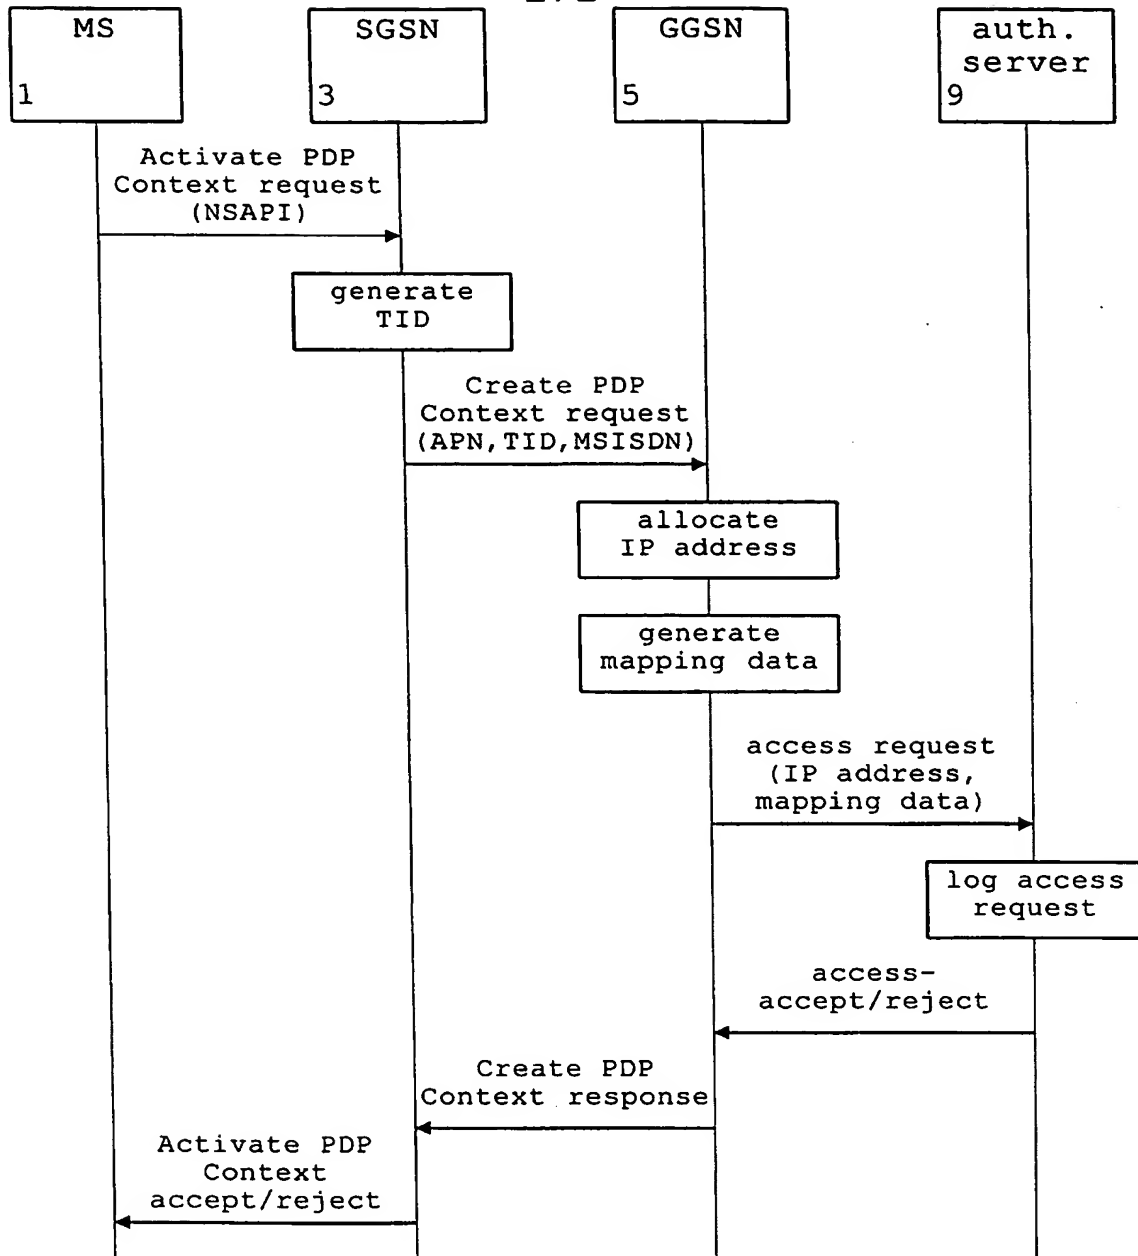 MS
1
SGSN
3
GGSN
5
auth.
server
9
Activate PDP
Context request
(NSAPI)
generate
TID
Create PDP
Context request
(APN,TID,MSISDN)
allocate
IP address
generate
mapping data
access request
(IP address,
mapping data)
log access
request
access-
accept/reject
Create PDP
Context response
Activate PDP
Context
accept/reject